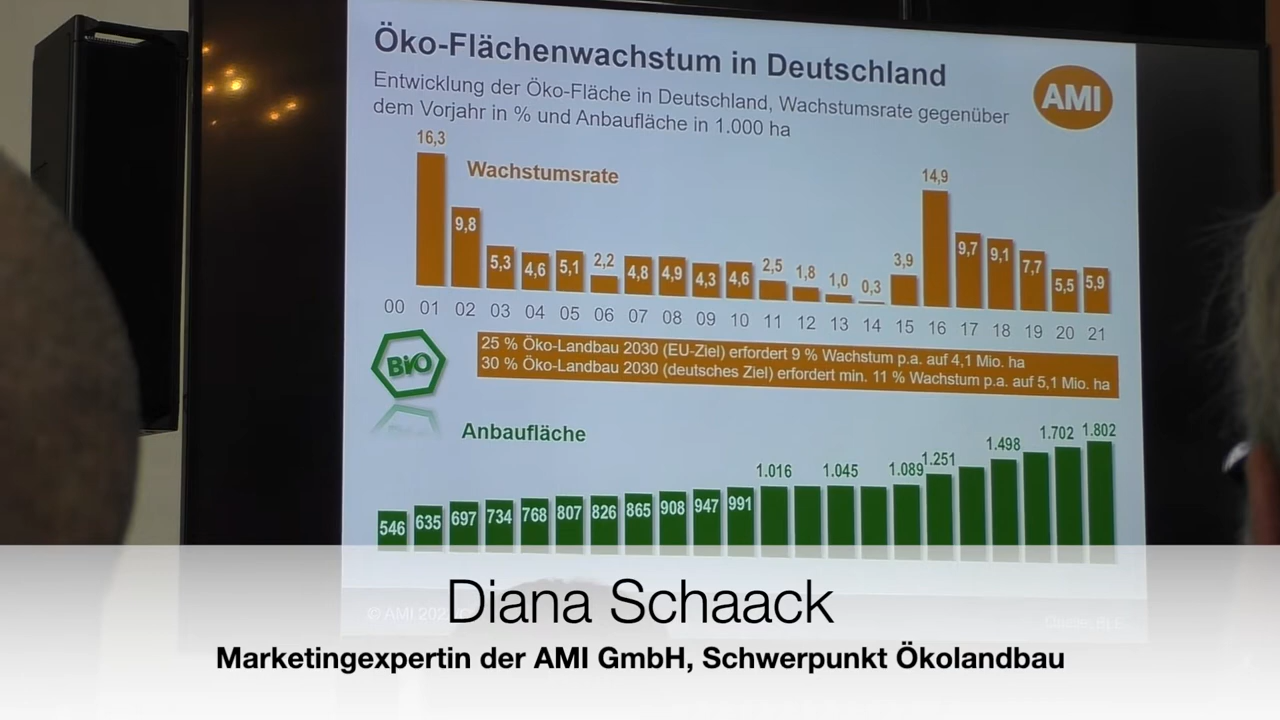 Öko-Flächenwachstum in Deutschland
Entwicklung der Öko-Fläche in Deutschland, Wachstumsrate gegenüber
dem Vorjahr in % und Anbaufläche in 1.000 ha
AMI
Wachstumsrate
16,3 9,8 5,3 4,6 5,1 2,2 4,8 4,9 4,3 4,6 2,5 1,8 1,0 0,3 3,9 14,9 9,7 9,1 7,7 5,5 5,9
00 01 02 03 04 05 06 07 08 09 10 11 12 13 14 15 16 17 18 19 20 21
Bio
25 % Öko-Landbau 2030 (EU-Ziel) erfordert 9 % Wachstum p.a. auf 4,1 Mio. ha
30 % Öko-Landbau 2030 (deutsches Ziel) erfordert min. 11 % Wachstum p.a. auf 5,1 Mio. ha
Anbaufläche
546 635 697 734 768 807 826 865 908 947 991 1.016 1.045 1.089 1.251 1.498 1.702 1.802
© AMI
Diana Schaack
Marketingexpertin der AMI GmbH, Schwerpunkt Ökolandbau